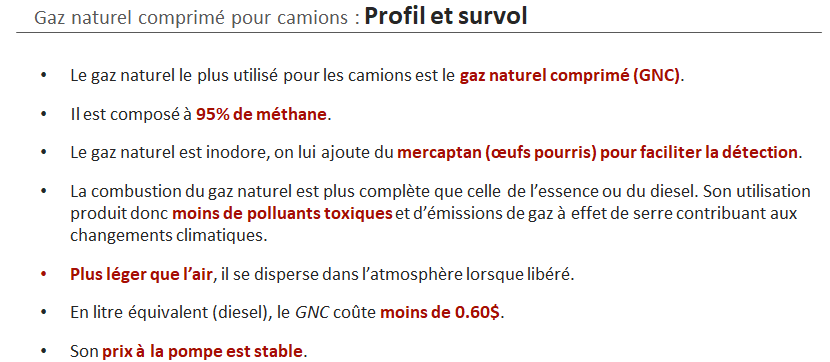 Gaz naturel comprimé pour camions : Profil et survol
• Le gaz naturel le plus utilisé pour les camions est le gaz naturel comprimé (GNC).
• Il est composé à 95% de méthane.
• Le gaz naturel est inodore, on lui ajoute du mercaptan (œufs pourris) pour faciliter la détection.
• La combustion du gaz naturel est plus complète que celle de l'essence ou du diesel. Son utilisation
produit donc moins de polluants toxiques et d'émissions de gaz à effet de serre contribuant aux
changements climatiques.
• Plus léger que l'air, il se disperse dans l'atmosphère lorsque libéré.
• En litre équivalent (diesel), le GNC coûte moins de 0.60$.
• Son prix à la pompe est stable.